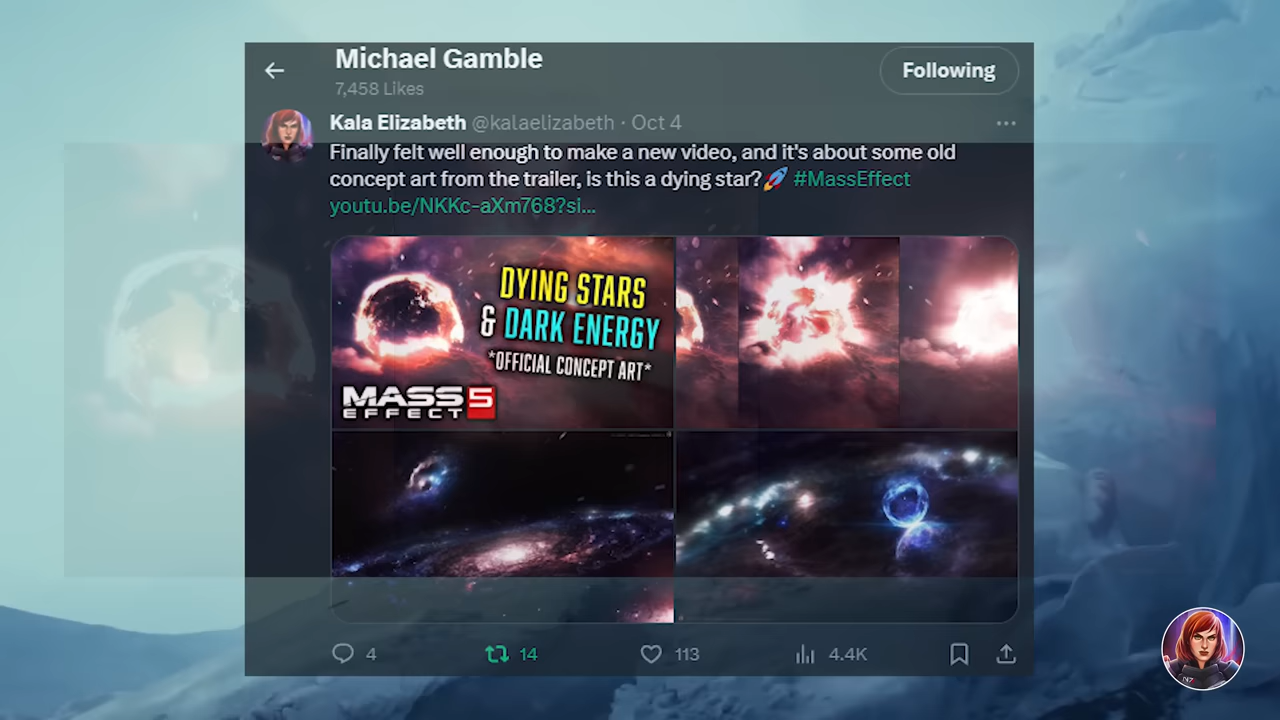 Michael Gamble
7,458 Likes
Following
Kala Elizabeth @kalaelizabeth · Oct 4
Finally felt well enough to make a new video, and it's about some old
concept art from the trailer, is this a dying star?🚀 #MassEffect
youtu.be/NKKc-aXm768?si...
DYING STARS
& DARK ENERGY
*OFFICIAL CONCEPT ART*
MASS
EFFECT 5
4
14
113
4.4K
N7